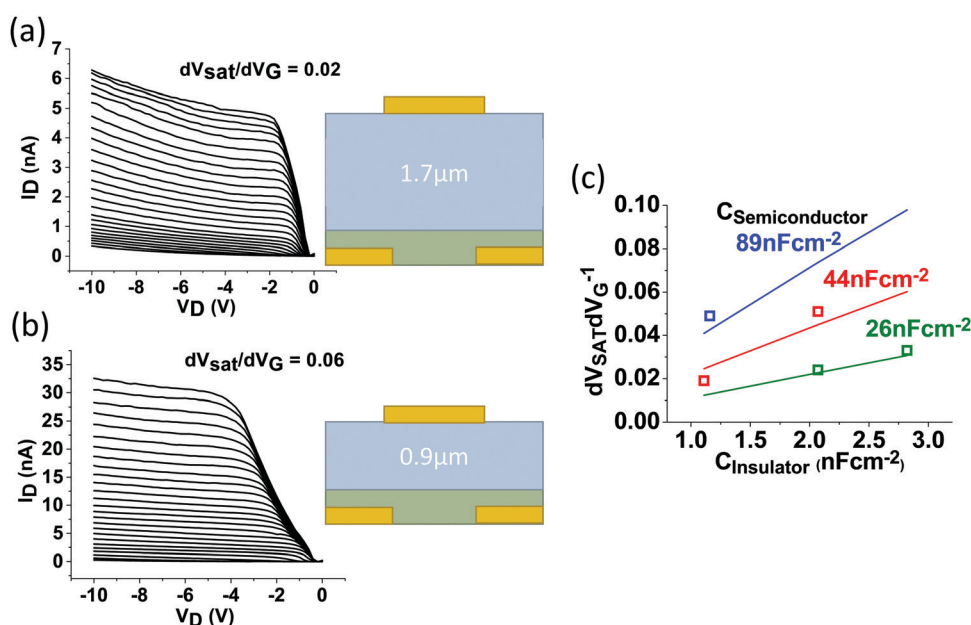 (a)
dVsat/dVG = 0.02
7
6
5
4
3
2
1
0
ID (nA)
-10 -8 -6 -4 -2 0
VD (V)
1.7μm
(b)
dVsat/dVG = 0.06
35
30
25
20
15
10
5
0
ID (nA)
-10 -8 -6 -4 -2 0
VD (V)
0.9μm
(c)
CSemiconductor
89nFcm-2
44nFcm-2
26nFcm-2
0.10
0.08
0.06
0.04
0.02
0.00
dVSATdVG-1
1.0 1.5 2.0 2.5 3.0
CInsulator (nFcm-2)